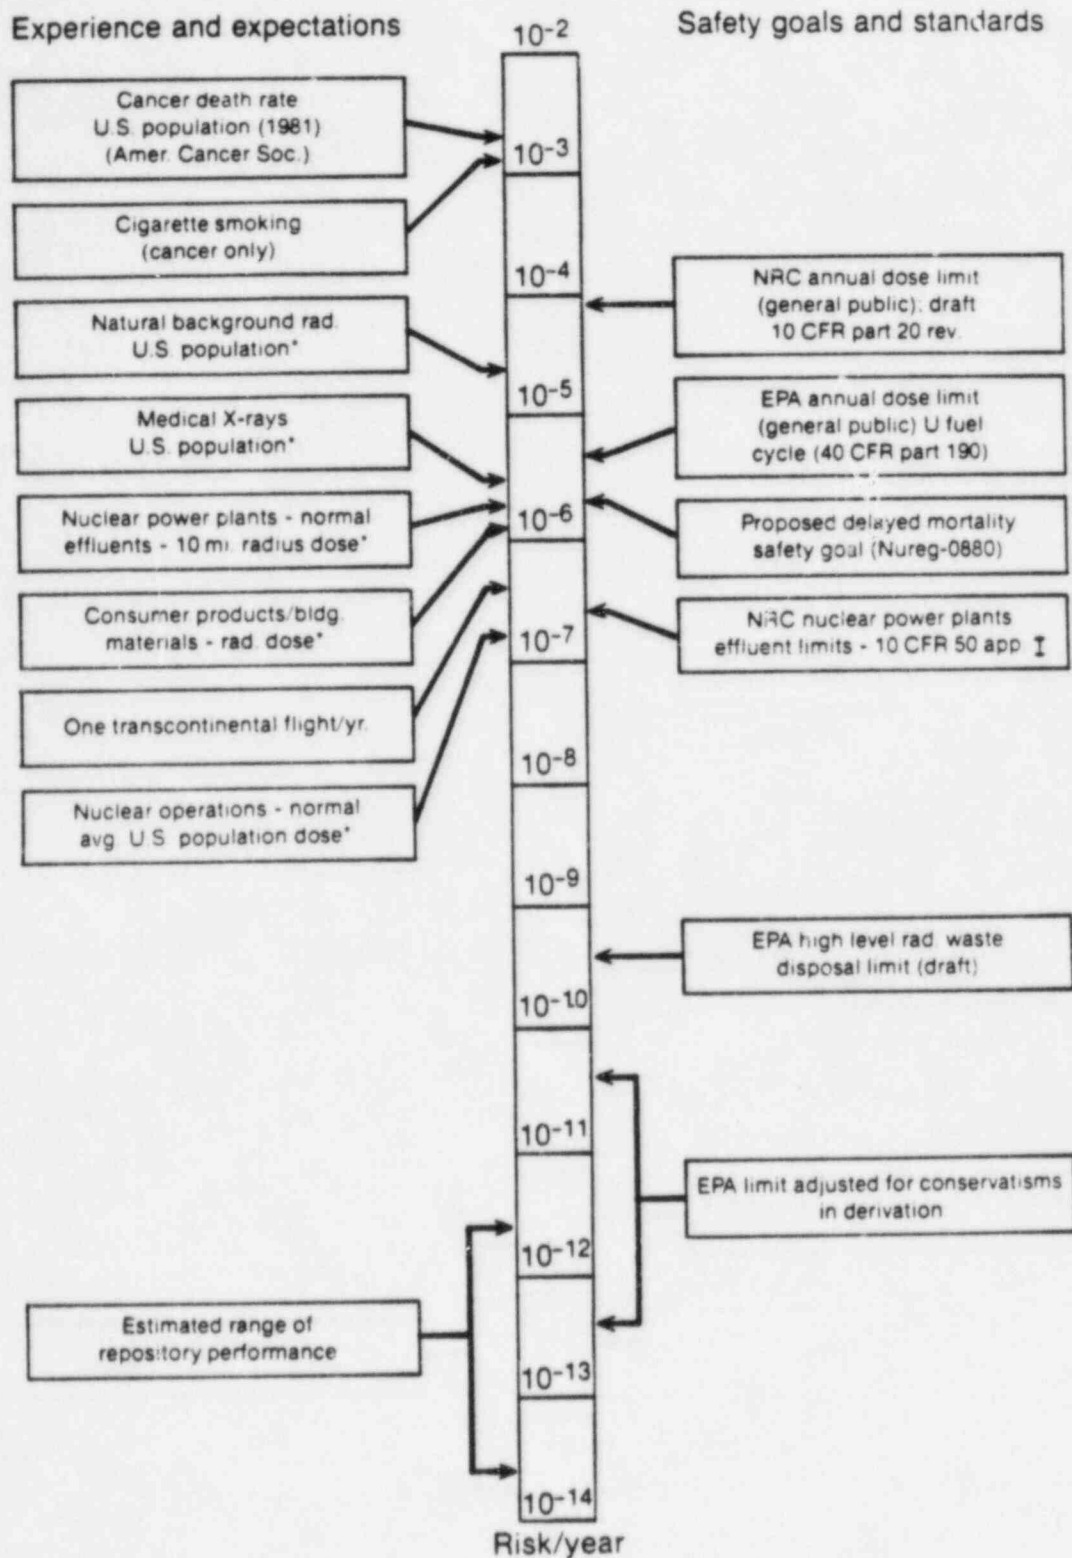 Experience and expectations
Safety goals and standards
10-2
Cancer death rate
U.S. population (1981)
(Amer. Cancer Soc.)
10-3
Cigarette smoking
(cancer only)
10-4
NRC annual dose limit
(general public); draft
10 CFR part 20 rev.
Natural background rad.
U.S. population*
10-5
EPA annual dose limit
(general public) U fuel
cycle (40 CFR part 190)
Medical X-rays
U.S. population*
10-6
Nuclear power plants - normal
effluents - 10 mi. radius dose*
Proposed delayed mortality
safety goal (Nureg-0880)
Consumer products/bldg.
materials - rad. dose*
10-7
NRC nuclear power plants
effluent limits - 10 CFR 50 app I
One transcontinental flight/yr.
10-8
Nuclear operations - normal
avg. U.S. population dose*
10-9
EPA high level rad. waste
disposal limit (draft)
10-10
10-11
EPA limit adjusted for conservatisms
in derivation
10-12
Estimated range of
repository performance
10-13
10-14
Risk/year